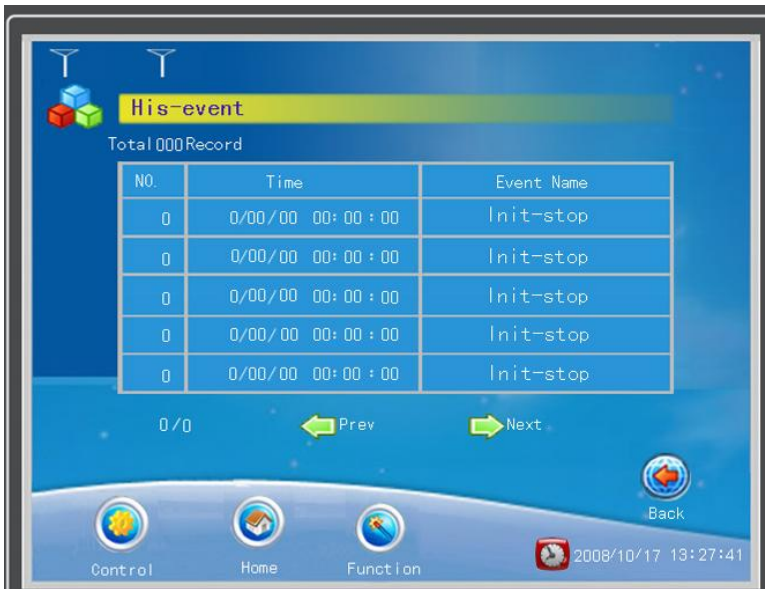 His-event
Total 000 Record
NO. Time Event Name
0 0/00/00 00:00:00 Init-stop
0 0/00/00 00:00:00 Init-stop
0 0/00/00 00:00:00 Init-stop
0 0/00/00 00:00:00 Init-stop
0 0/00/00 00:00:00 Init-stop
0/0 Prev Next
Back
Control Home Function 2008/10/17 13:27:41